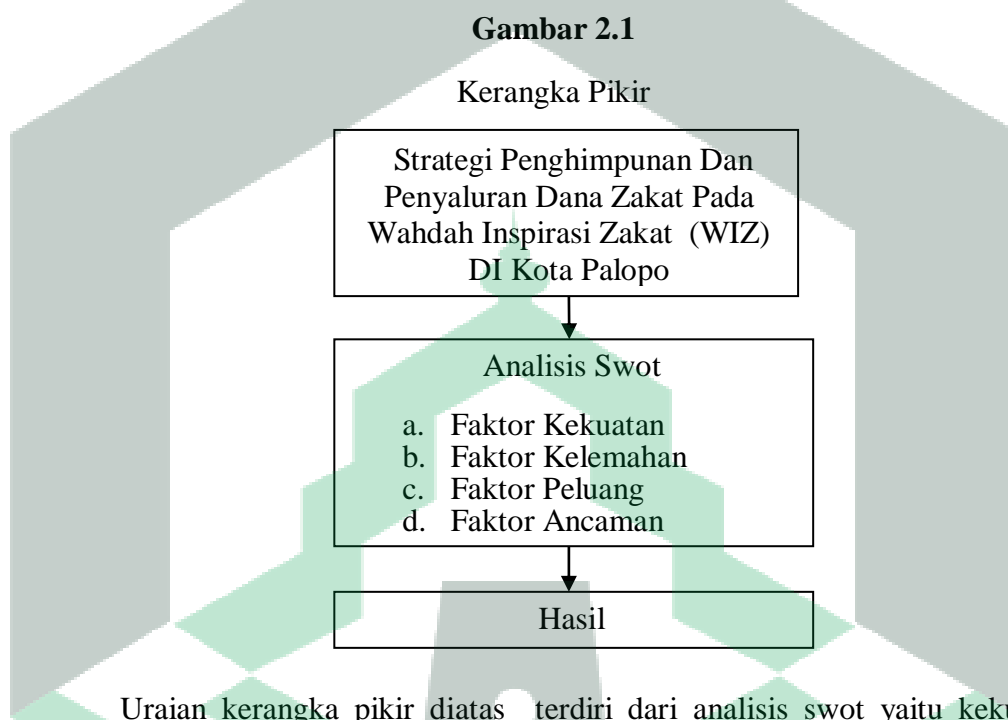 Gambar 2.1
Kerangka Pikir
Strategi Penghimpunan Dan
Penyaluran Dana Zakat Pada
Wahdah Inspirasi Zakat (WIZ)
DI Kota Palopo
Analisis Swot
a. Faktor Kekuatan
b. Faktor Kelemahan
c. Faktor Peluang
d. Faktor Ancaman
Hasil
Uraian kerangka pikir diatas terdiri dari analisis swot yaitu